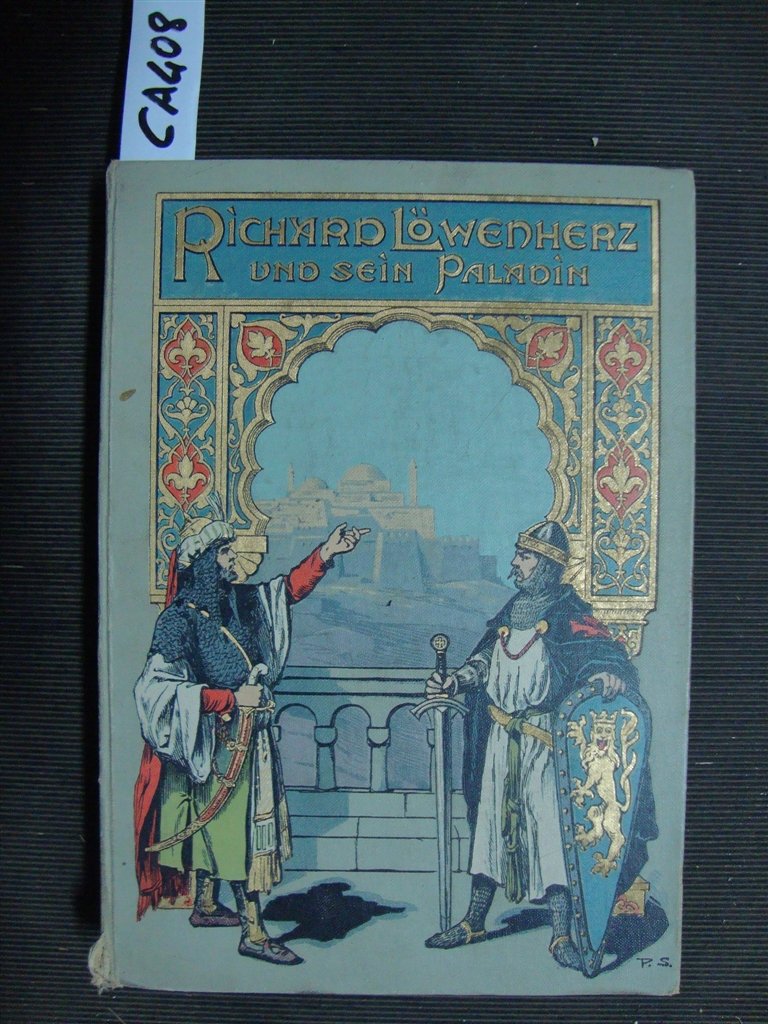 CA408
RICHARD LÖWENHERZ
UND SEIN PALADIN
P. S.